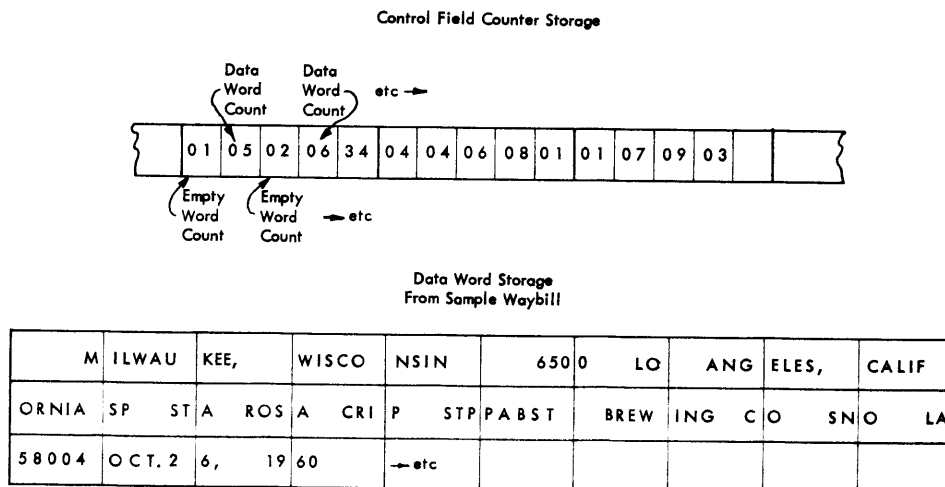 Control Field Counter Storage
Data Word Count
Data Word Count
etc →
01 05 02 06 34 04 04 06 08 01 01 07 09 03
Empty Word Count
Empty Word Count
→ etc
Data Word Storage
From Sample Waybill
M ILWAU KEE, WISCO NSIN 650 0 LO ANG ELES, CALIF
ORNIA SP ST A ROS A CRI P STP PABST BREW ING C O SN O LA
58004 OCT.2 6, 19 60 → etc